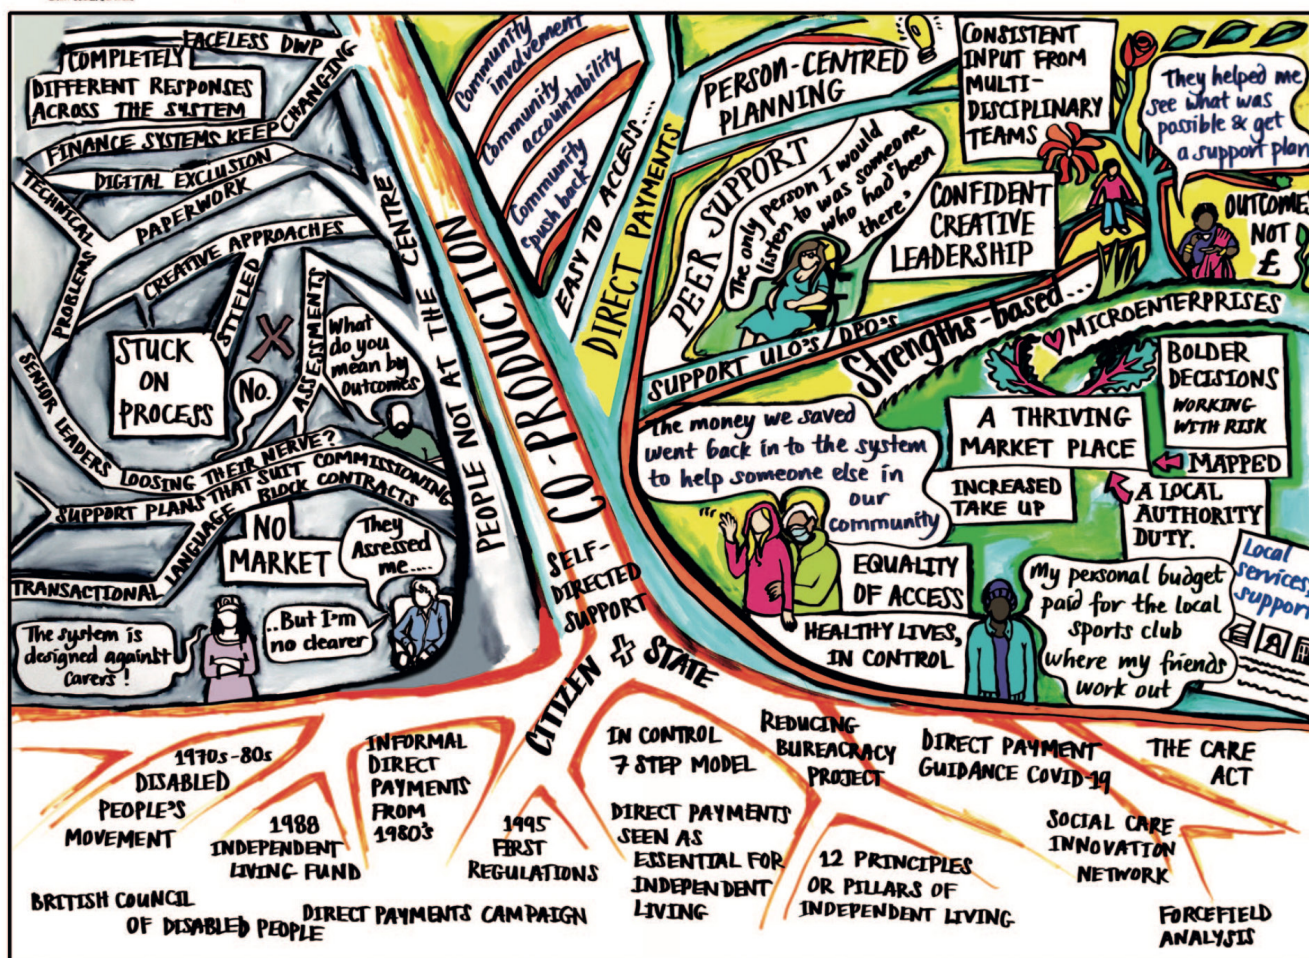 FACELESS DWP
COMPLETELY
DIFFERENT RESPONSES
ACROSS THE SYSTEM
FINANCE SYSTEMS KEEP CHANGING
DIGITAL EXCLUSION
TECHNICAL PROBLEMS
PAPERWORK
CREATIVE APPROACHES
STIFLED
STUCK
ON
PROCESS
No.
ASSESSMENTS
What
do you
mean by
outcomes
SENIOR LEADERS
LOOSING THEIR NERVE?
SUPPORT PLANS THAT SUIT COMMISSIONING
LANGUAGE
BLOCK CONTRACTS
NO
MARKET
They
Assessed
me....
..But I'm
no clearer
TRANSACTIONAL
The system is
designed against
carers!
PEOPLE NOT AT THE CENTRE
CO-PRODUCTION
SELF-
DIRECTED
SUPPORT
CITIZEN + STATE
Community
involvement
Community
accountability
Community
"push back"
EASY TO ACCESS...
DIRECT PAYMENTS
PERSON-CENTRED
PLANNING
CONSISTENT
INPUT FROM
MULTI-
DISCIPLINARY
TEAMS
They helped me
see what was
possible & get
a support plan
PEER SUPPORT
The only person I would
listen to was someone
who had been
there,
CONFIDENT
CREATIVE
LEADERSHIP
OUTCOME
NOT
£
SUPPORT ULO'S/DPO'S
Strengths-based...
MICROENTERPRISES
BOLDER
DECISIONS
WORKING
WITH RISK
A THRIVING
MARKET PLACE
MAPPED
INCREASED
TAKE UP
A LOCAL
AUTHORITY
DUTY.
The money we saved
went back in to the system
to help someone else in
our
community
EQUALITY
OF ACCESS
HEALTHY LIVES,
IN CONTROL
My personal budget
paid for the local
sports club
where my friends
work out
Local
services,
support
1970s-80s
DISABLED
PEOPLE'S
MOVEMENT
1988
INDEPENDENT
LIVING FUND
INFORMAL
DIRECT
PAYMENTS
FROM
1980's
1995
FIRST
REGULATIONS
IN CONTROL
7 STEP MODEL
DIRECT PAYMENTS
SEEN AS
ESSENTIAL FOR
INDEPENDENT
LIVING
REDUCING
BUREACRACY
PROJECT
12 PRINCIPLES
OR PILLARS OF
INDEPENDENT LIVING
DIRECT PAYMENT
GUIDANCE COVID-19
THE CARE
ACT
SOCIAL CARE
INNOVATION
NETWORK
FORCEFIELD
ANALYSIS
BRITISH COUNCIL
OF DISABLED PEOPLE
DIRECT PAYMENTS CAMPAIGN